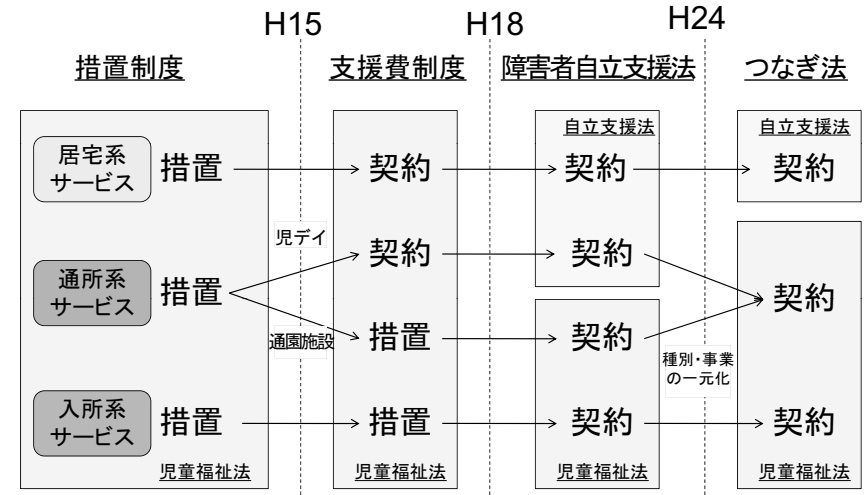 H15
H18
H24
措置制度
支援費制度
障害者自立支援法
つなぎ法
自立支援法
自立支援法
居宅系
サービス
措置
契約
契約
契約
児デイ
契約
契約
通所系
サービス
措置
契約
通園施設
措置
契約
種別・事業
の一元化
入所系
サービス
措置
措置
契約
契約
児童福祉法
児童福祉法
児童福祉法
児童福祉法